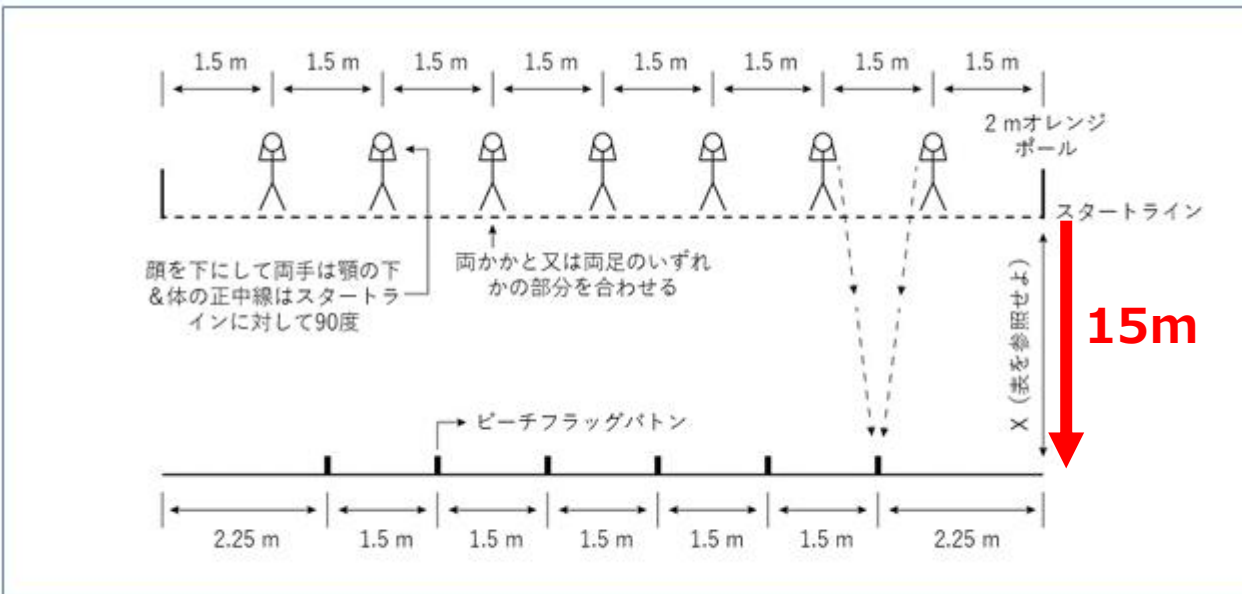 1.5 m
1.5 m
1.5 m
1.5 m
1.5 m
1.5 m
1.5 m
1.5 m
2 mオレンジ
ポール
スタートライン
顔を下にして両手は顎の下
&体の正中線はスタートラ
インに対して90度
両かかと又は両足のいずれ
かの部分を合わせる
X (表を参照せよ)
15m
ビーチフラッグバトン
2.25 m
1.5 m
1.5 m
1.5 m
1.5 m
1.5 m
2.25 m